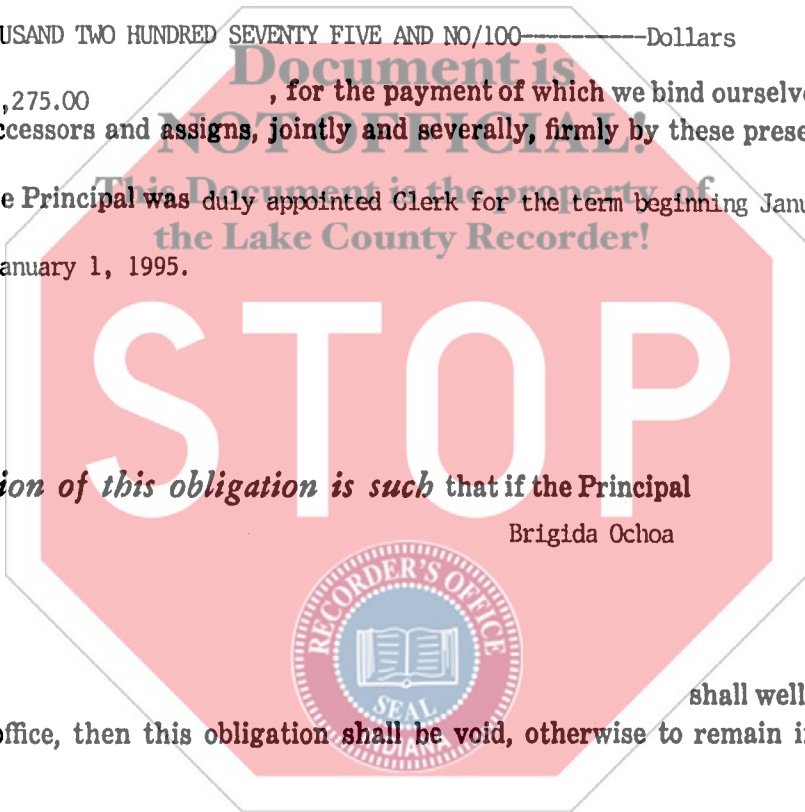 USAND TWO HUNDRED SEVENTY FIVE AND NO/100----------Dollars
Document is
,275.00 , for the payment of which we bind ourselve
NOT OFFICIAL!
ccessors and assigns, jointly and severally, firmly by these prese
This Document is the property of
e Principal was duly appointed Clerk for the term beginning Janu
the Lake County Recorder!
anuary 1, 1995.
STOP
ion of this obligation is such that if the Principal
Brigida Ochoa
RECORDER'S OFFICE
SEAL
INDIANA
shall well
office, then this obligation shall be void, otherwise to remain i